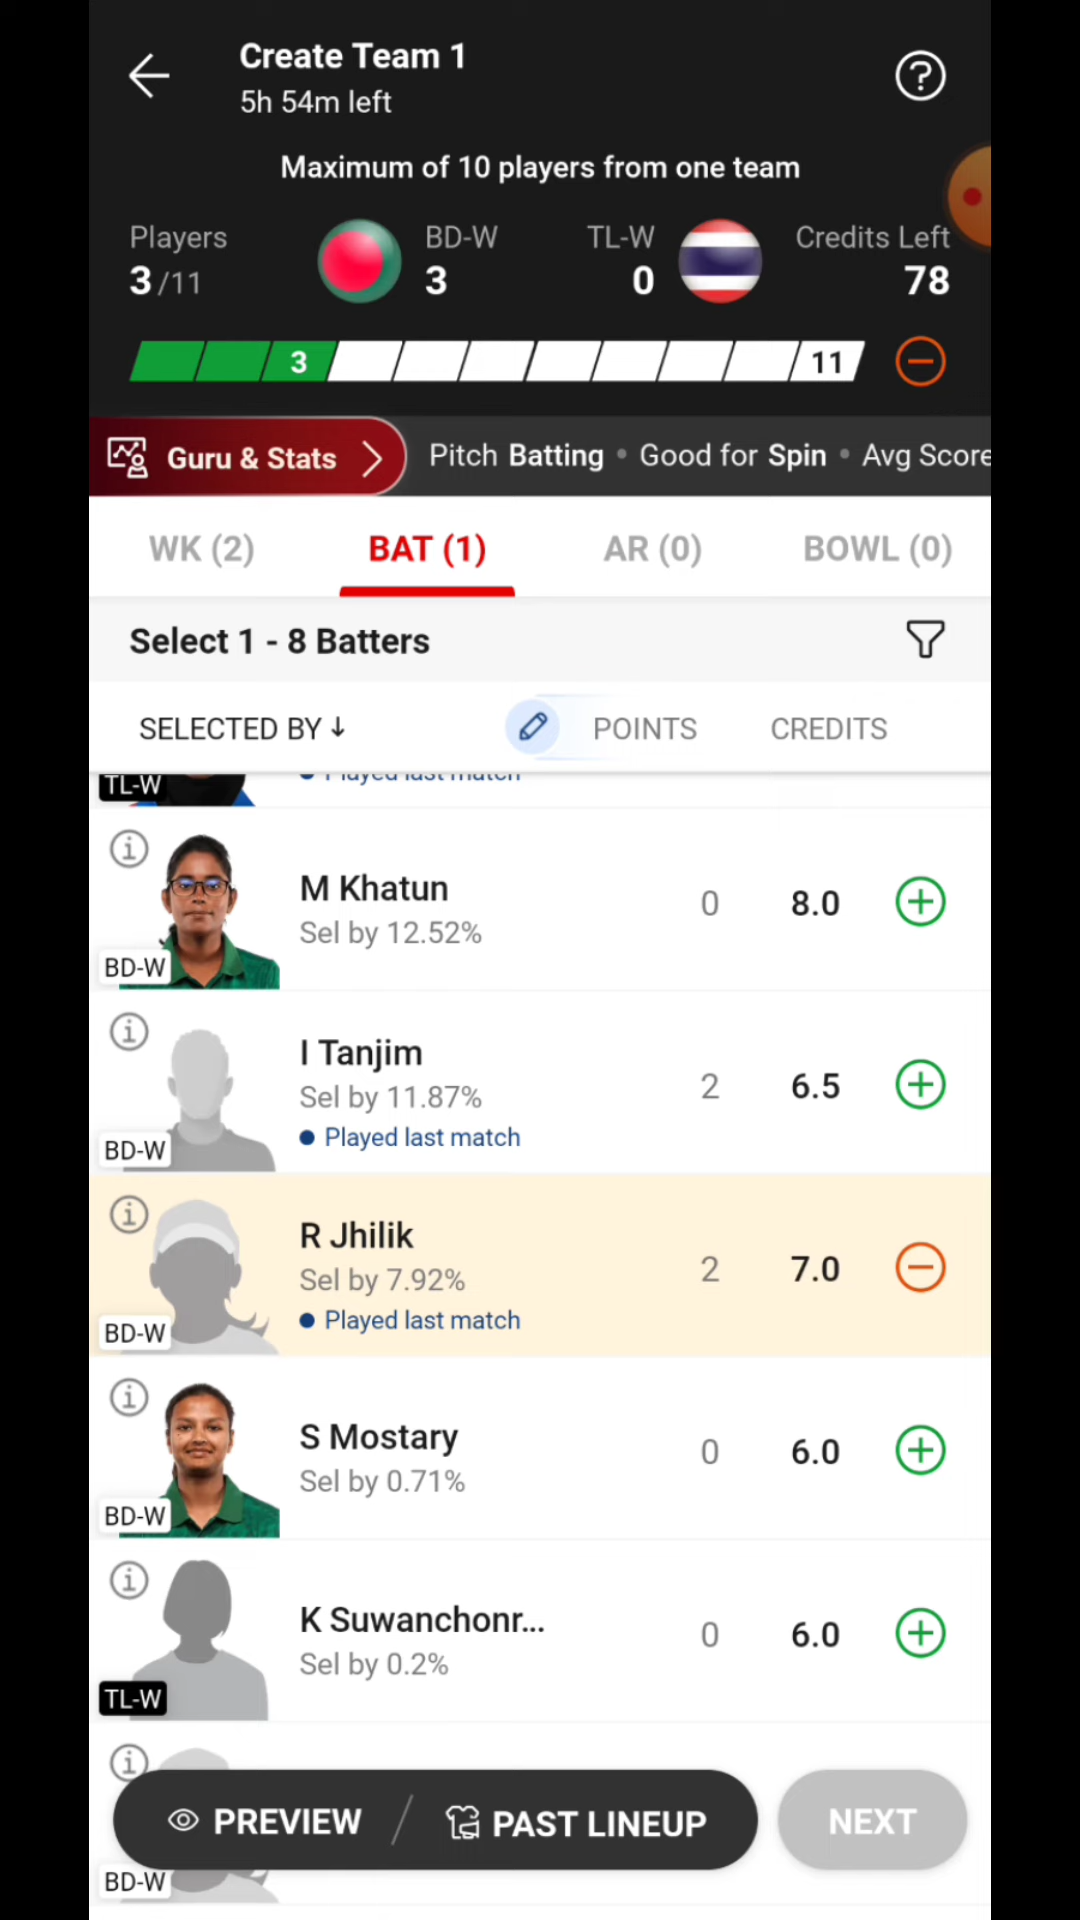 Create Team 1
5h 54m left
Maximum of 10 players from one team
Players
3 /11
BD-W
3
TL-W
0
Credits Left
78
3
11
Guru & Stats
Pitch Batting • Good for Spin • Avg Score
WK (2)
BAT (1)
AR (0)
BOWL (0)
Select 1 - 8 Batters
SELECTED BY ↓
POINTS
CREDITS
TL-W
Played last match
M Khatun
Sel by 12.52%
BD-W
0
8.0
I Tanjim
Sel by 11.87%
Played last match
BD-W
2
6.5
R Jhilik
Sel by 7.92%
Played last match
BD-W
2
7.0
S Mostary
Sel by 0.71%
BD-W
0
6.0
K Suwanchonr...
Sel by 0.2%
TL-W
0
6.0
PREVIEW / PAST LINEUP
NEXT
BD-W